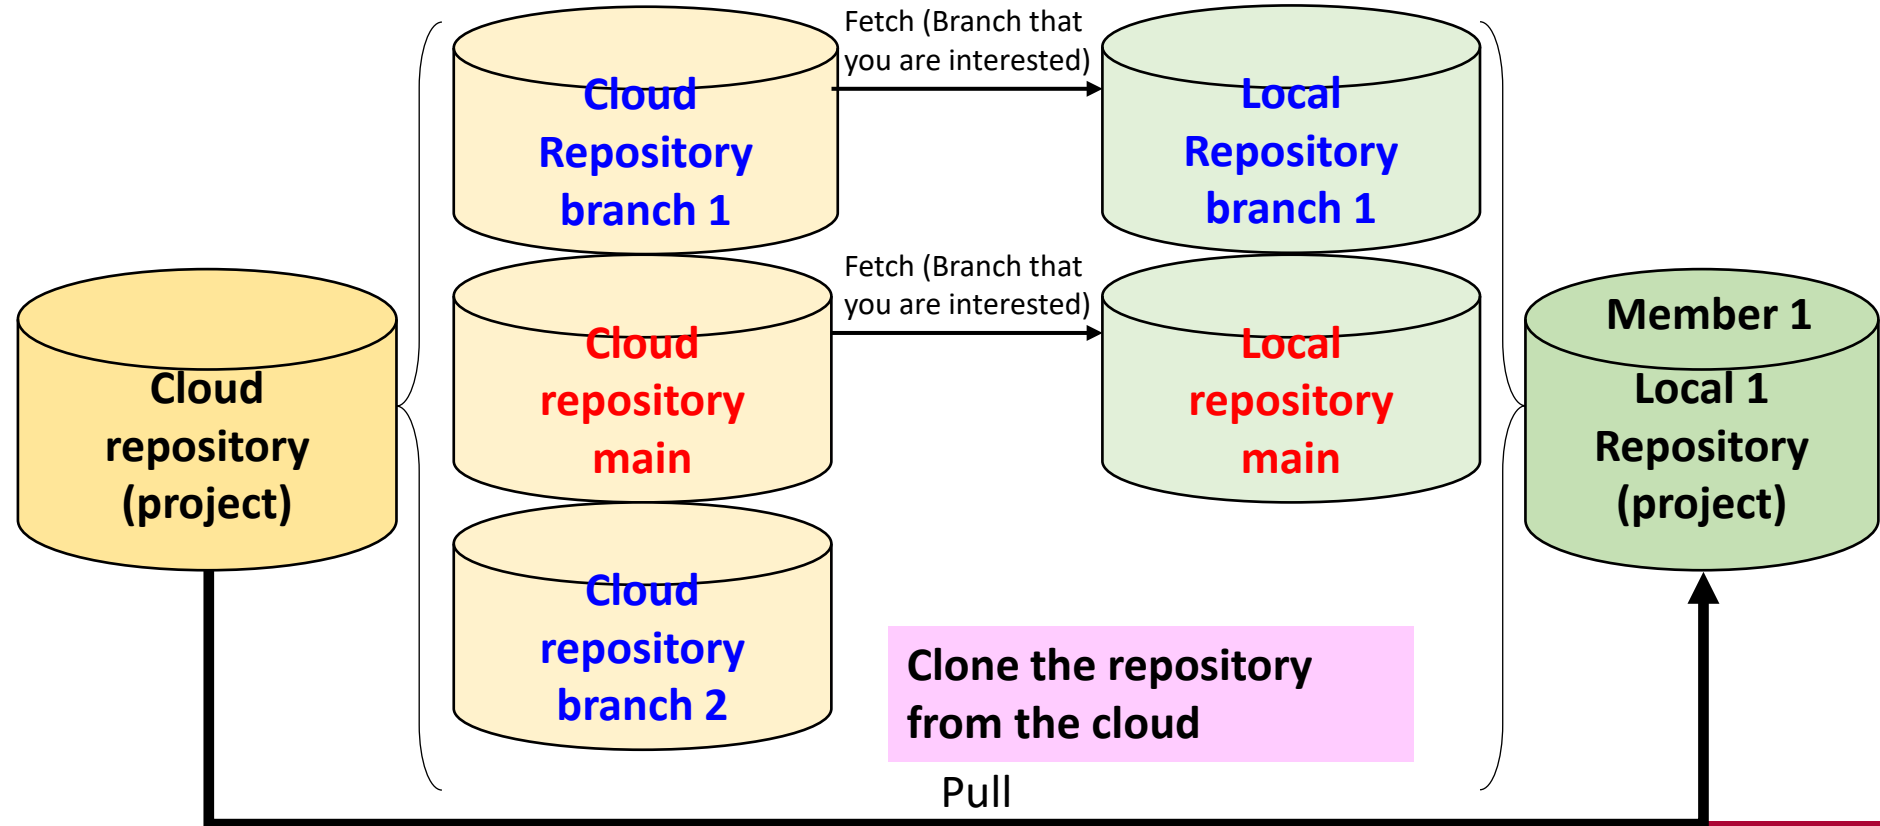 Fetch (Branch that
you are interested)
Cloud
Repository
branch 1
Local
Repository
branch 1
Fetch (Branch that
you are interested)
Cloud
repository
(project)
Cloud
repository
main
Local
repository
main
Member 1
Local 1
Repository
(project)
Cloud
repository
branch 2
Clone the repository
from the cloud
Pull